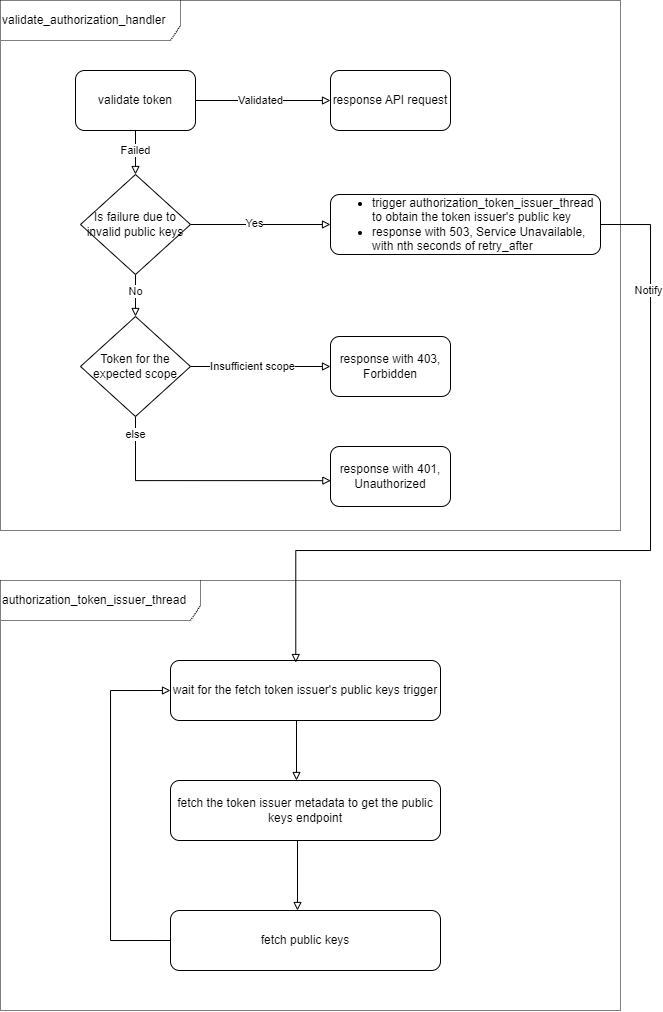 validate_authorization_handler
validate token
Validated
response API request
Failed
Is failure due to
invalid public keys
Yes
• trigger authorization_token_issuer_thread
to obtain the token issuer's public key
• response with 503, Service Unavailable,
with nth seconds of retry_after
Notify
No
Token for the
expected scope
Insufficient scope
response with 403,
Forbidden
else
response with 401,
Unauthorized
authorization_token_issuer_thread
wait for the fetch token issuer's public keys trigger
fetch the token issuer metadata to get the public
keys endpoint
fetch public keys